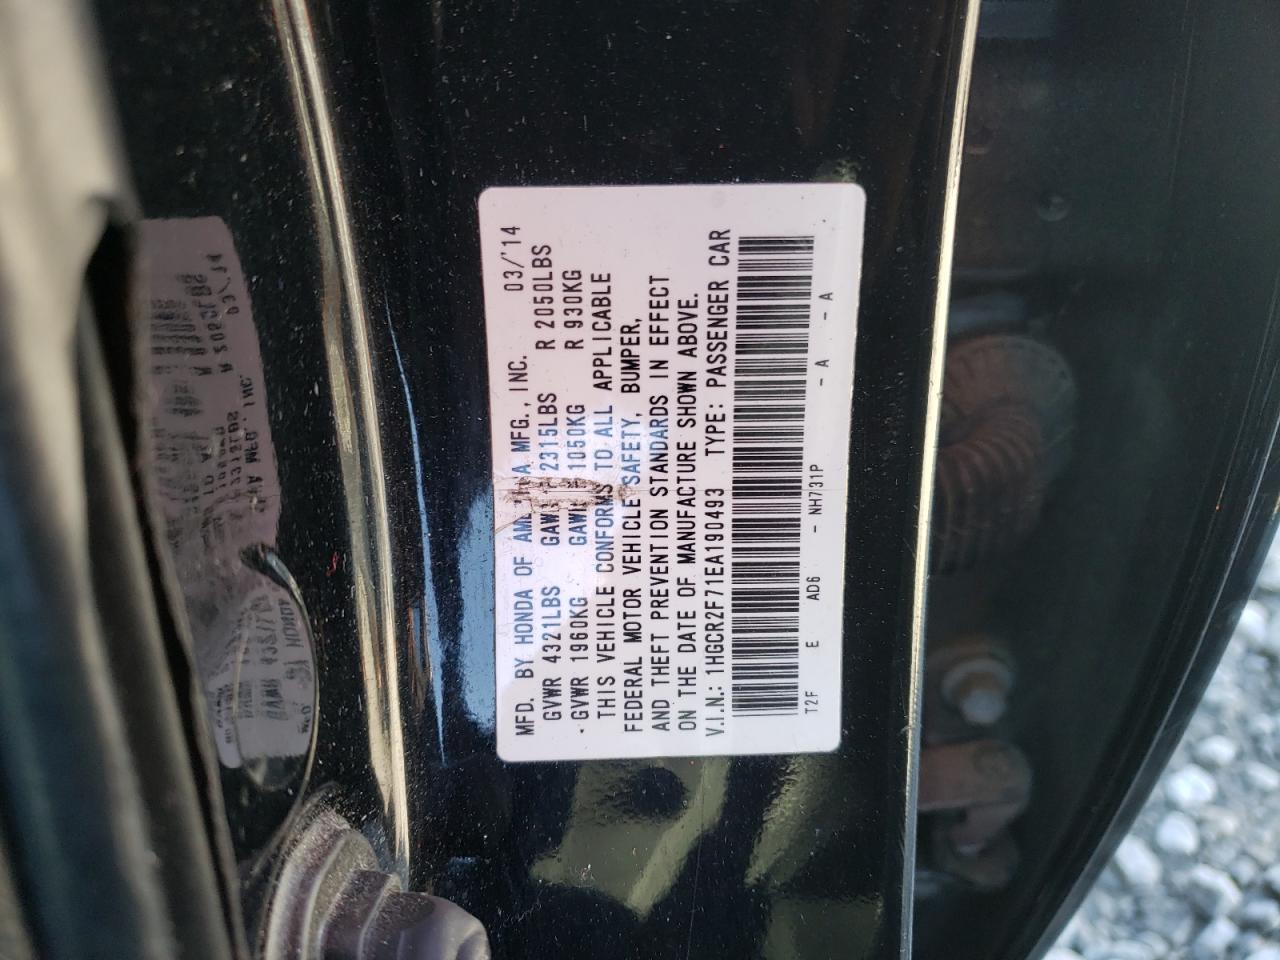 MFD. BY HONDA OF AMERICA MFG., INC. 03/'14
GVWR 4321LBS GAWR F 2315LBS R 2050LBS
GVWR 1960KG GAWR F 1050KG R 930KG
THIS VEHICLE CONFORMS TO ALL APPLICABLE
FEDERAL MOTOR VEHICLE SAFETY, BUMPER,
AND THEFT PREVENTION STANDARDS IN EFFECT
ON THE DATE OF MANUFACTURE SHOWN ABOVE.
V.I.N.: 1HGCR2F71EA190493 TYPE: PASSENGER CAR
T2F E AD6 - NH731P - A - A